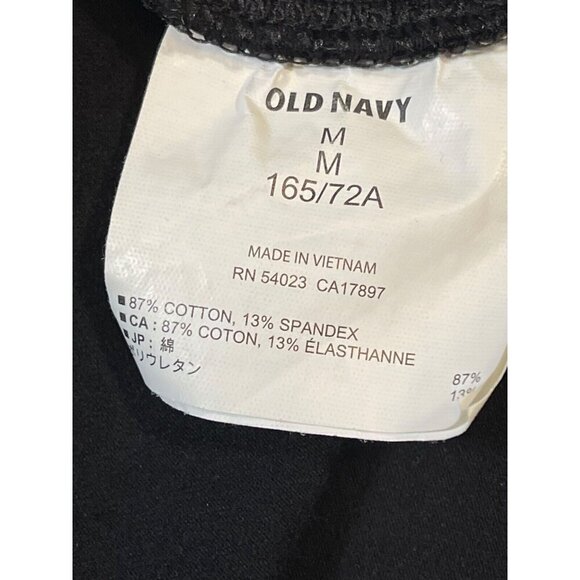 OLD NAVY
M
M
165/72A
MADE IN VIETNAM
RN 54023 CA17897
■ 87% COTTON, 13% SPANDEX
■ CA : 87% COTON, 13% ÉLASTHANNE
■ JP : 綿 87%
リウレタン 13%